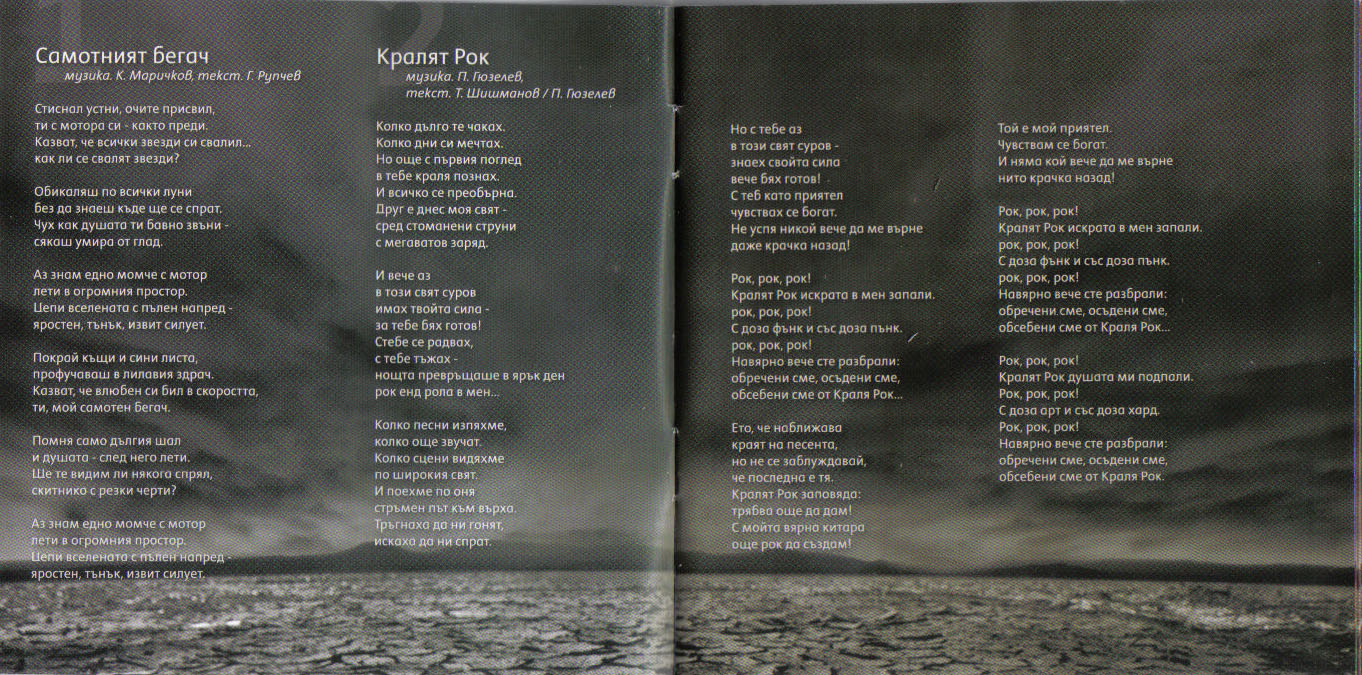 1
Самотният бегач
музика. К. Маричков, текст. Г. Рупчев
Стиснал устни, очите присвил,
ти с мотора си - както преди.
Казват, че всички звезди си свалил...
как ли се свалят звезди?
Обикаляш по всички луни
без да знаеш къде ще се спрат.
Чух как душата ти бавно звъни -
сякаш умира от глад.
Аз знам едно момче с мотор
лети в огромния простор.
Цепи вселената с пълен напред -
яростен, тънък, извит силует.
Покрай къщи и сини листа,
профучаваш в лилавия здрач.
Казват, че влюбен си бил в скоростта,
ти, мой самотен бегач.
Помня само дългия шал
и душата - след него лети.
Ще те видим ли някога спрял,
скитнико с резки черти?
Аз знам едно момче с мотор
лети в огромния простор.
Цепи вселената с пълен напред -
яростен, тънък, извит силует.
2
Кралят Рок
музика. П. Гюзелев,
текст. Т. Шишманов / П. Гюзелев
Колко дълго те чаках.
Колко дни си мечтах.
Но още с първия поглед
в тебе краля познах.
И всичко се преобърна.
Друг е днес моя свят -
сред стоманени струни
с мегаватов заряд.
И вече аз
в този свят суров
имах твойта сила -
за тебе бях готов!
Стебе се радвах,
с тебе тъжах -
нощта превръщаше в ярък ден
рок енд рола в мен...
Колко песни изпяхме,
колко още звучат.
Колко сцени видяхме
по широкия свят.
И поехме по оня
стръмен път към върха.
Тръгнаха да ни гонят,
искаха да ни спрат.
Но с тебе аз
в този свят суров -
знаех свойта сила
вече бях готов!
С теб като приятел
чувствах се богат.
Не успя никой вече да ме върне
даже крачка назад!
Рок, рок, рок!
Кралят Рок искрата в мен запали.
рок, рок, рок!
С доза фънк и със доза пънк.
рок, рок, рок!
Навярно вече сте разбрали:
обречени сме, осъдени сме,
обсебени сме от Краля Рок...
Ето, че наближава
краят на песента,
но не се заблуждавай,
че последна е тя.
Кралят Рок заповяда:
трябва още да дам!
С мойта вярна китара
още рок да създам!
Той е мой приятел.
Чувствам се богат.
И няма кой вече да ме върне
нито крачка назад!
Рок, рок, рок!
Кралят Рок искрата в мен запали.
рок, рок, рок!
С доза фънк и със доза пънк.
рок, рок, рок!
Навярно вече сте разбрали:
обречени сме, осъдени сме,
обсебени сме от Краля Рок...
Рок, рок, рок!
Кралят Рок душата ми подпали.
Рок, рок, рок!
С доза арт и със доза хард.
Рок, рок, рок!
Навярно вече сте разбрали:
обречени сме, осъдени сме,
обсебени сме от Краля Рок.